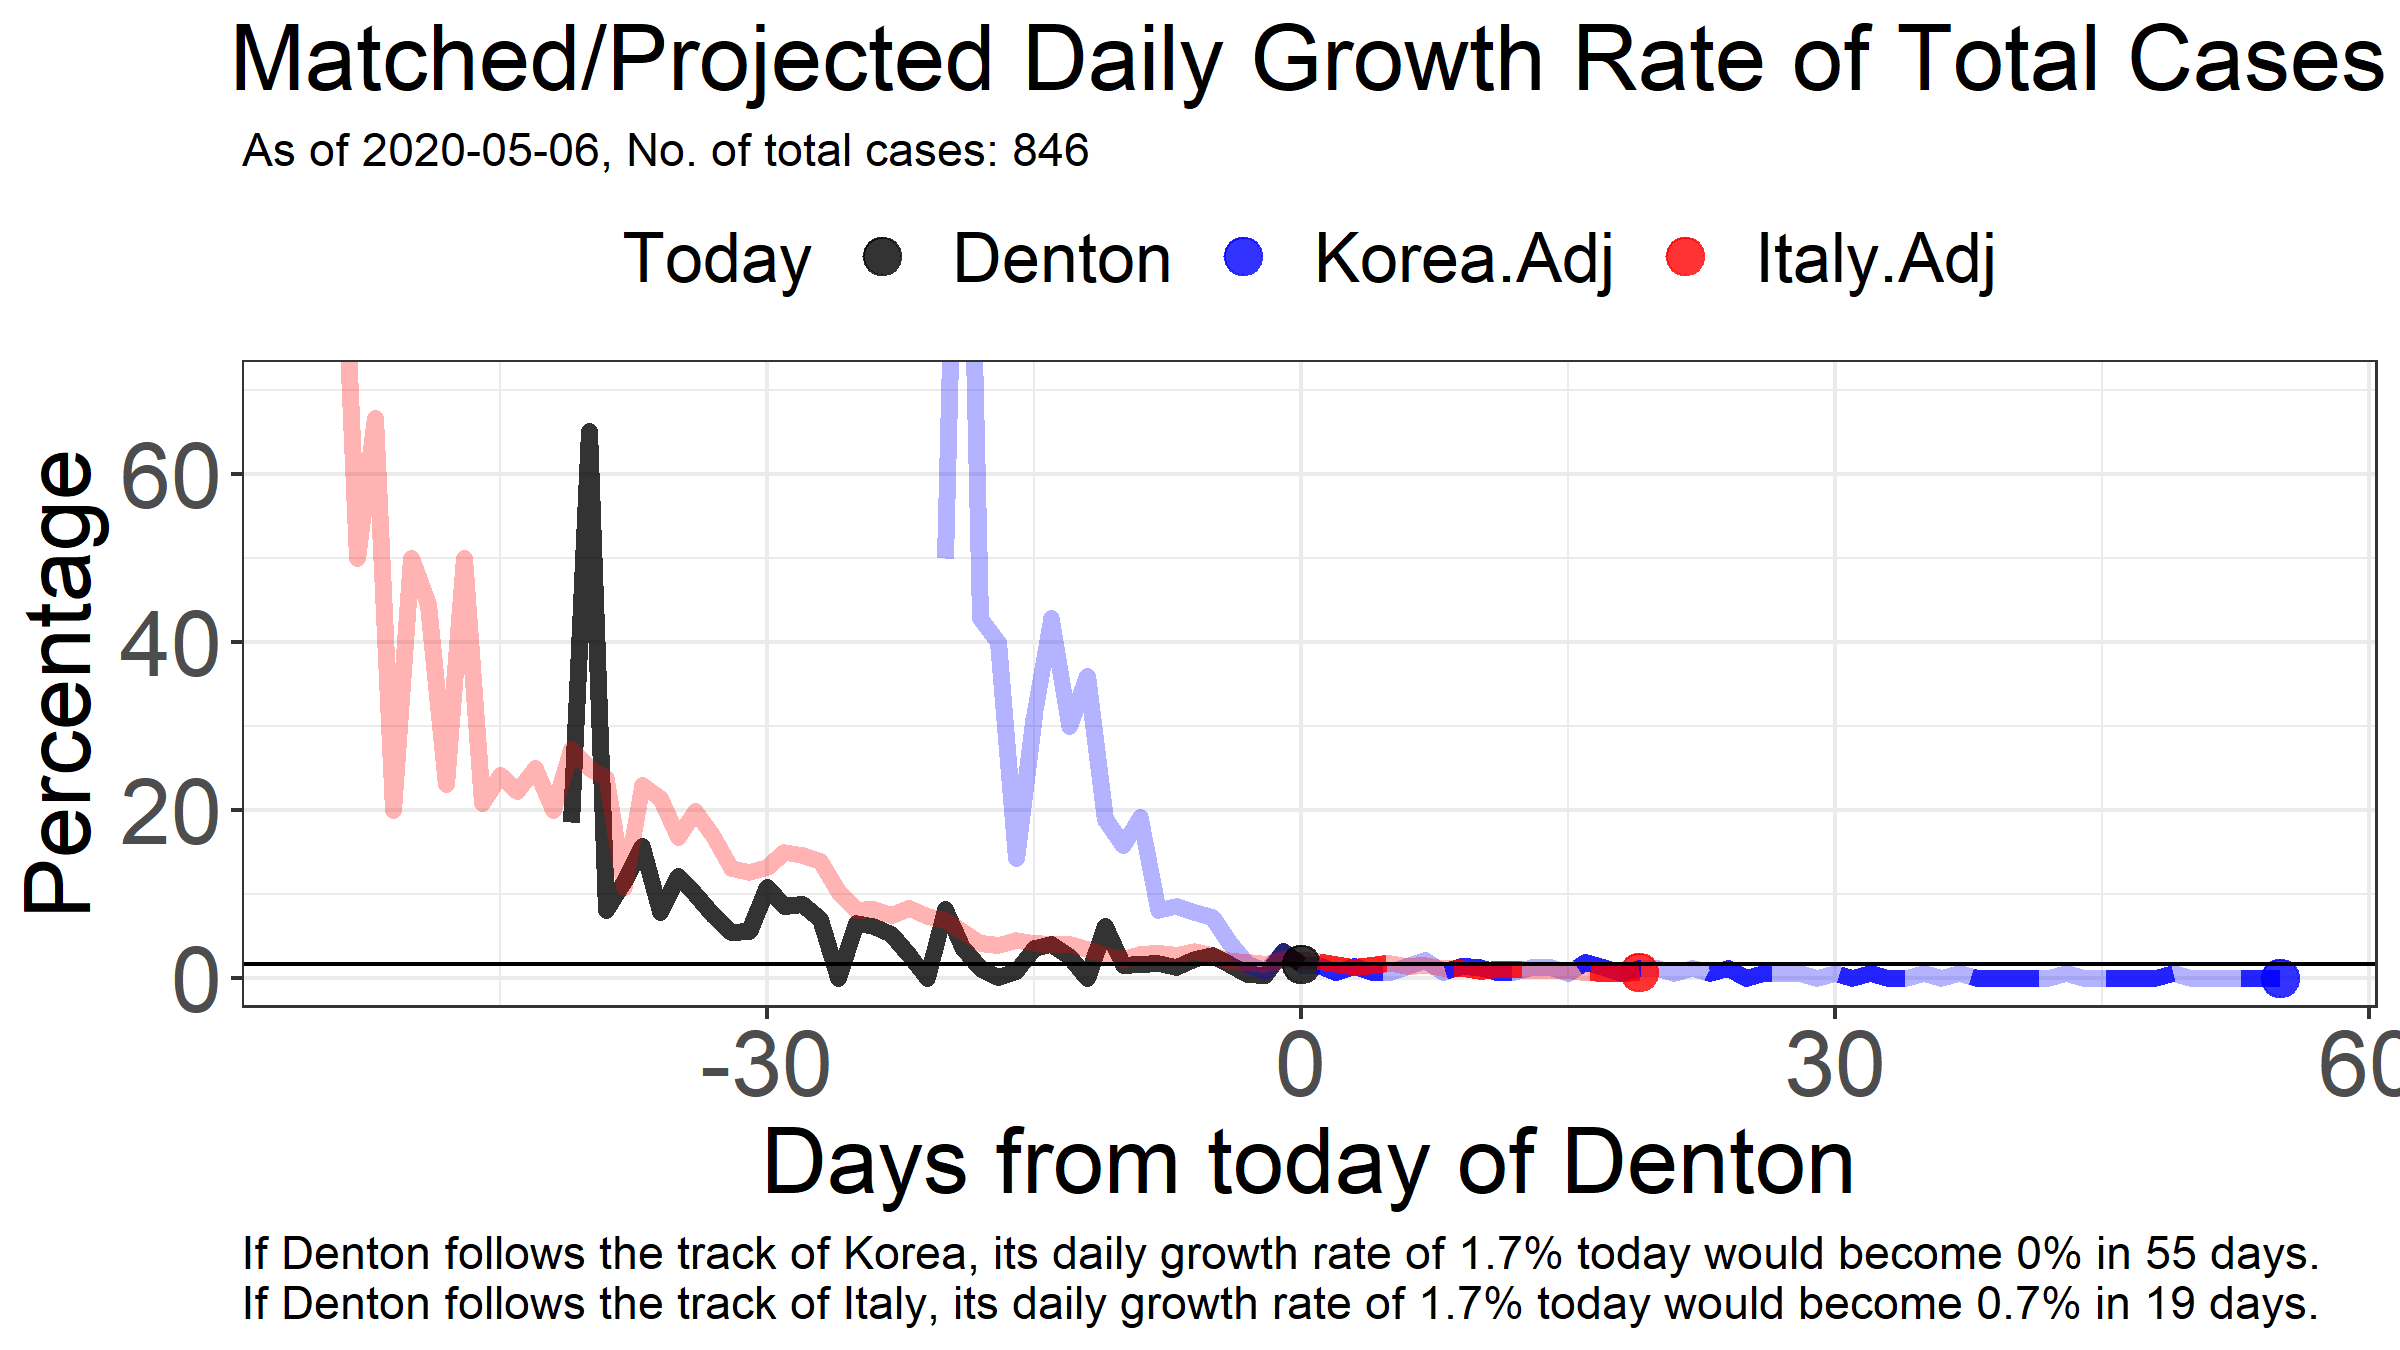 Matched/Projected Daily Growth Rate of Total Cases
As of 2020-05-06, No. of total cases: 846
Today Denton Korea.Adj Italy.Adj
Percentage
60
40
20
0
-30 0 30 60
Days from today of Denton
If Denton follows the track of Korea, its daily growth rate of 1.7% today would become 0% in 55 days.
If Denton follows the track of Italy, its daily growth rate of 1.7% today would become 0.7% in 19 days.